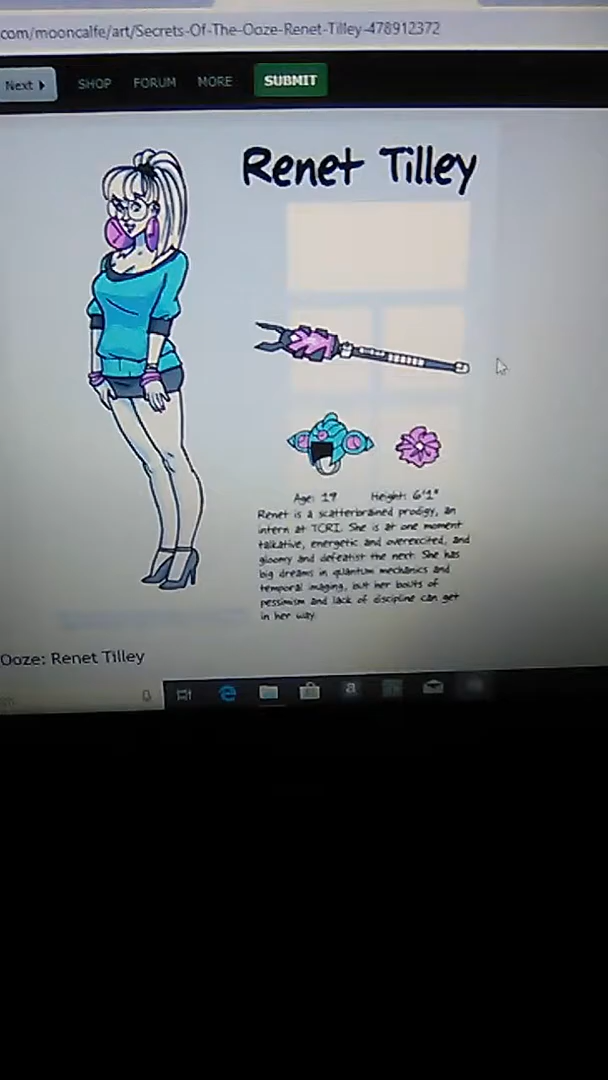 com/mooncalfe/art/Secrets-Of-The-Ooze-Renet-Tilley-478912372
Next SHOP FORUM MORE SUBMIT
Renet Tilley
Age: 19 Height: 6'1"
Renet is a scatterbrained prodigy, an
intern at TCRI. She is at one moment
talkative, energetic and overexcited, and
gloomy and defeatist the next. She has
big dreams in quantum mechanics and
temporal imaging, but her bouts of
pessimism and lack of discipline can get
in her way.
Ooze: Renet Tilley
a